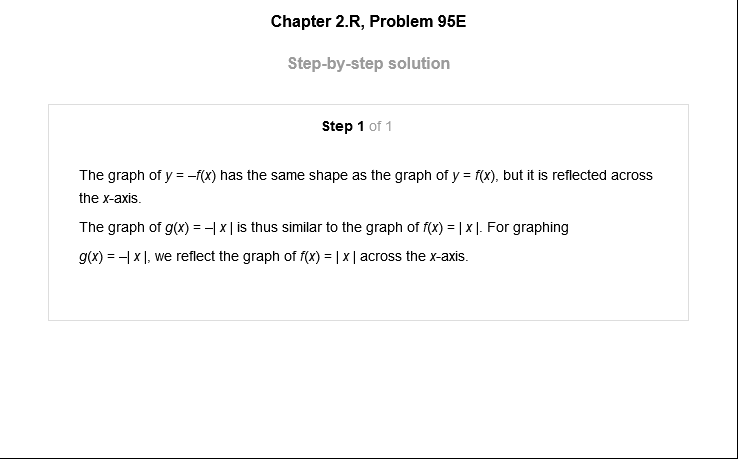 Chapter 2.R, Problem 95E
Step-by-step solution
Step 1 of 1
The graph of y = –f(x) has the same shape as the graph of y = f(x), but it is reflected across
the x-axis.
The graph of g(x) = –| x | is thus similar to the graph of f(x) = | x |. For graphing
g(x) = –| x |, we reflect the graph of f(x) = | x | across the x-axis.